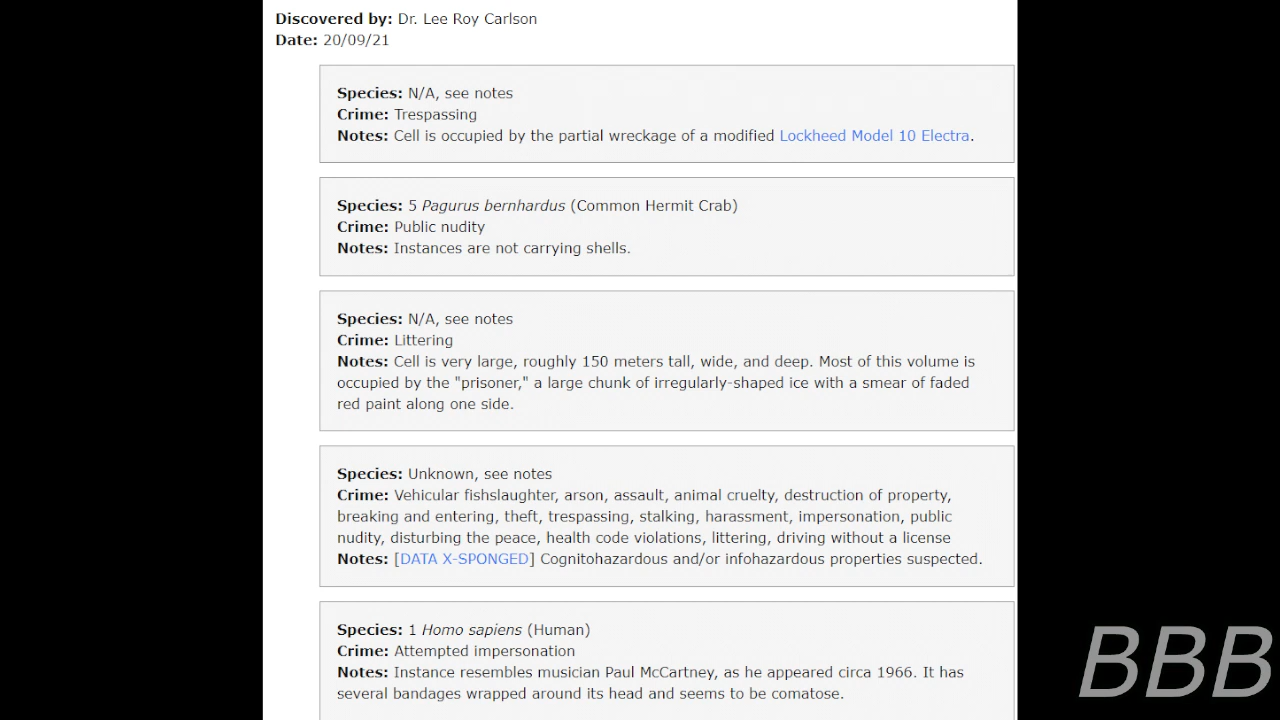 Discovered by: Dr. Lee Roy Carlson
Date: 20/09/21
Species: N/A, see notes
Crime: Trespassing
Notes: Cell is occupied by the partial wreckage of a modified Lockheed Model 10 Electra.
Species: 5 Pagurus bernhardus (Common Hermit Crab)
Crime: Public nudity
Notes: Instances are not carrying shells.
Species: N/A, see notes
Crime: Littering
Notes: Cell is very large, roughly 150 meters tall, wide, and deep. Most of this volume is
occupied by the "prisoner," a large chunk of irregularly-shaped ice with a smear of faded
red paint along one side.
Species: Unknown, see notes
Crime: Vehicular fishslaughter, arson, assault, animal cruelty, destruction of property,
breaking and entering, theft, trespassing, stalking, harassment, impersonation, public
nudity, disturbing the peace, health code violations, littering, driving without a license
Notes: [DATA X-SPONGED] Cognitohazardous and/or infohazardous properties suspected.
Species: 1 Homo sapiens (Human)
Crime: Attempted impersonation
Notes: Instance resembles musician Paul McCartney, as he appeared circa 1966. It has
several bandages wrapped around its head and seems to be comatose.
BBB